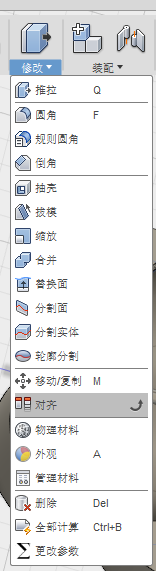 修改 装配
推拉 Q
圆角 F
规则圆角
倒角
抽壳
拔模
缩放
合并
替换面
分割面
分割实体
轮廓分割
移动/复制 M
对齐
物理材料
外观 A
管理材料
删除 Del
全部计算 Ctrl+B
更改参数